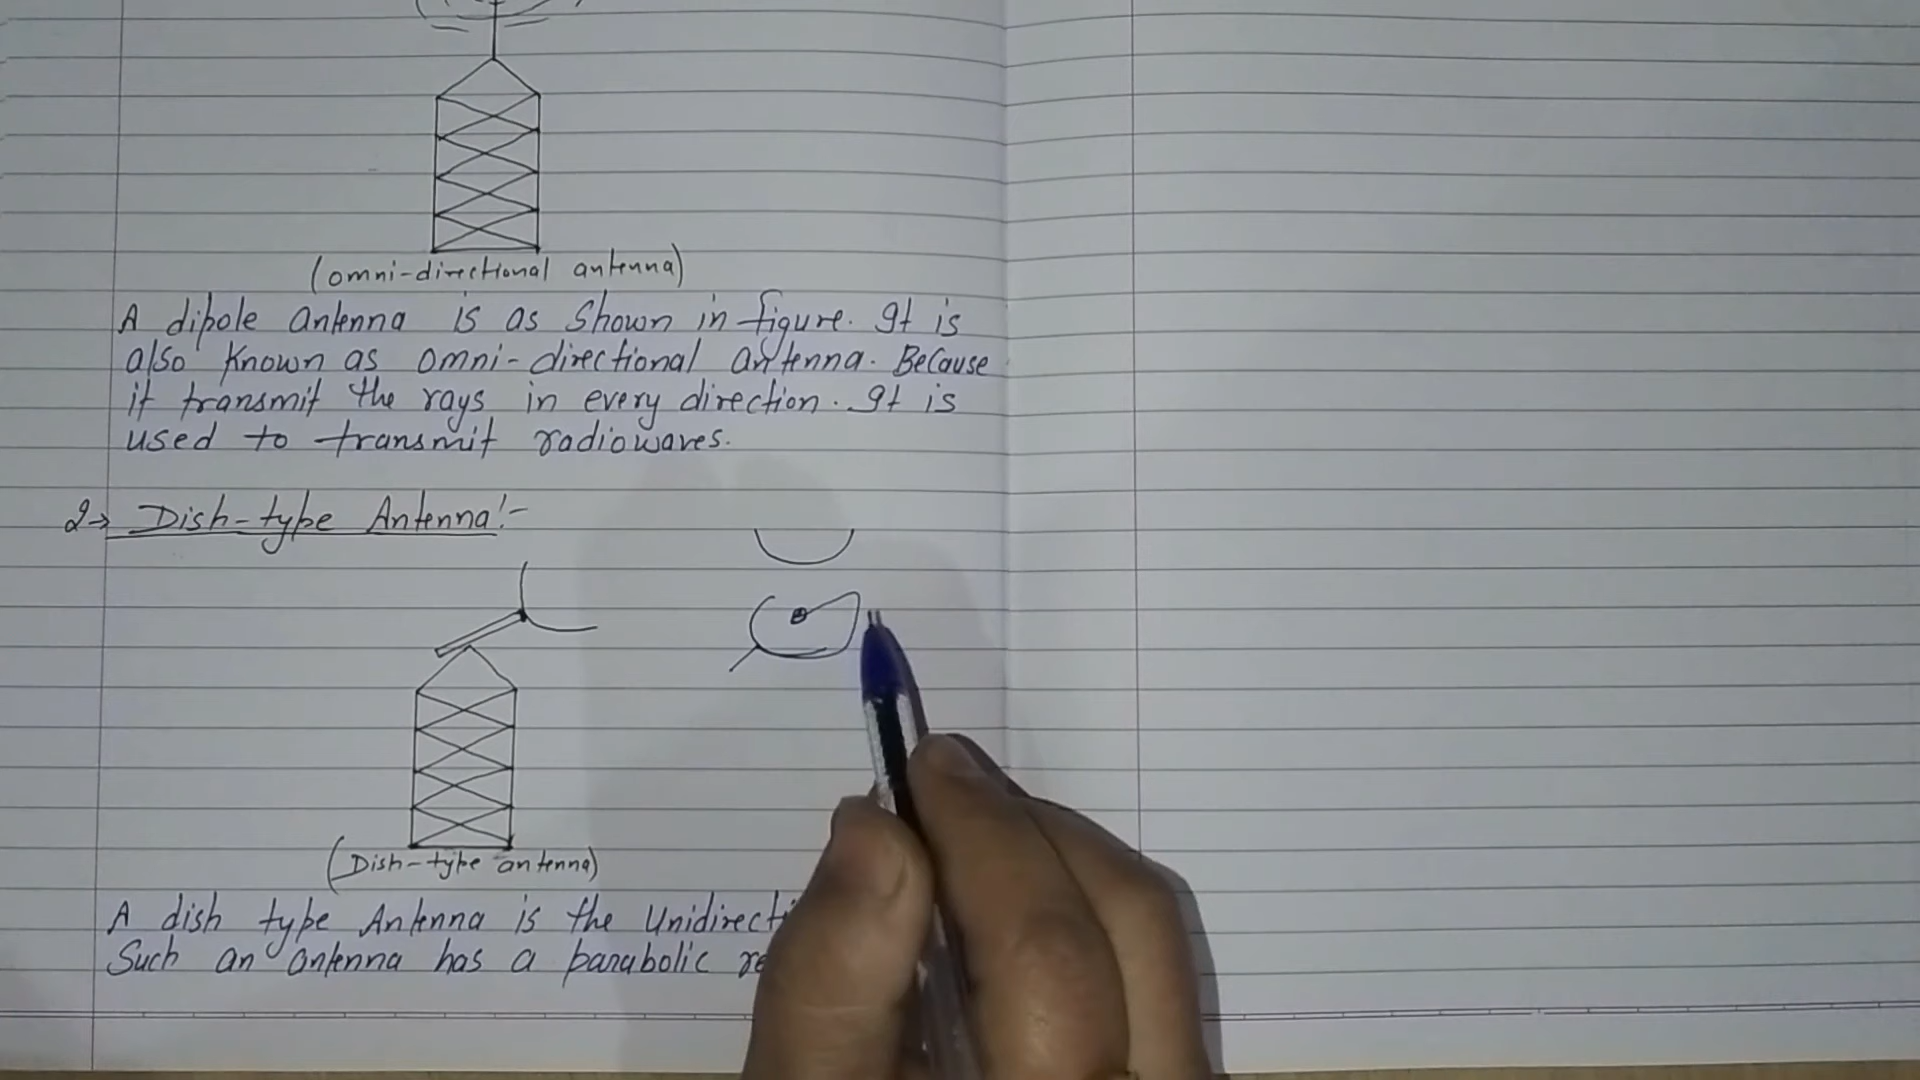 (omni-directional antenna)
A dipole antenna is as shown in figure. It is
also known as omni-directional antenna. Because
it transmit the rays in every direction. It is
used to transmit radiowaves.
2→ Dish-type Antenna:-
(Dish-type antenna)
A dish type Antenna is the
Such an antenna has a parabolic